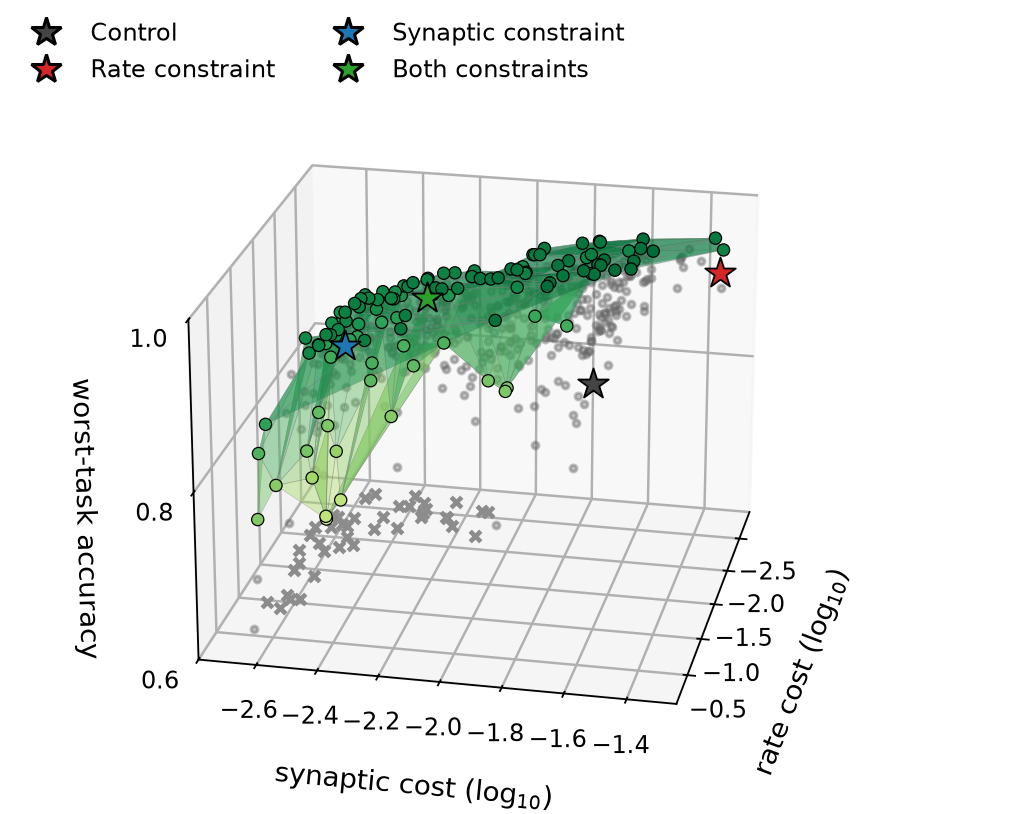 Control
Synaptic constraint
Rate constraint
Both constraints
1.0
0.8
0.6
worst-task accuracy
−2.6
−2.4
−2.2
−2.0
−1.8
−1.6
−1.4
synaptic cost (log₁₀)
−2.5
−2.0
−1.5
−1.0
−0.5
rate cost (log₁₀)